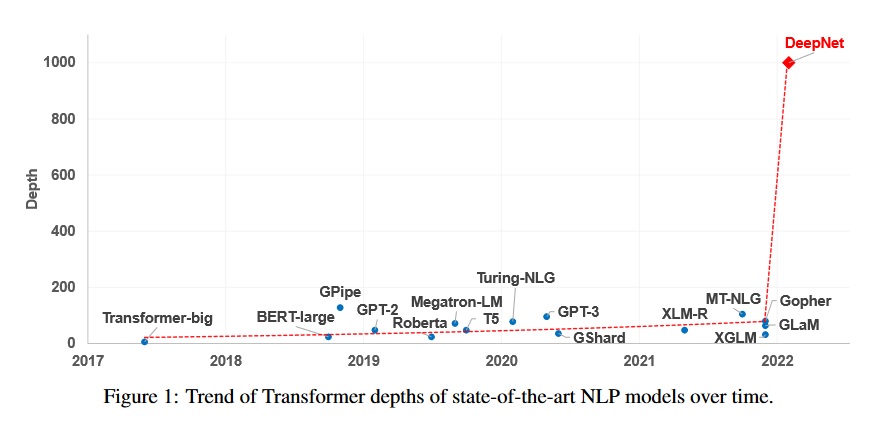 DeepNet
1000
800
600
400
200
0
Depth
GPipe
Turing-NLG
Transformer-big
BERT-large
GPT-2
Megatron-LM
Roberta
T5
GPT-3
GShard
XLM-R
MT-NLG
Gopher
GLaM
XGLM
2017 2018 2019 2020 2021 2022
Figure 1: Trend of Transformer depths of state-of-the-art NLP models over time.